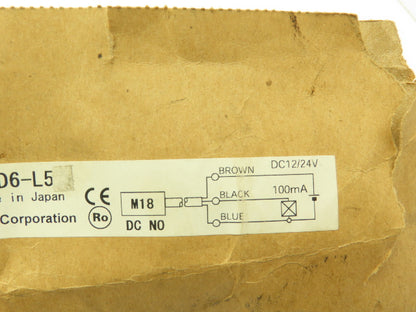 D6-L5
e in Japan
Corporation
CE
Ro
M18
DC NO
BROWN
DC12/24V
BLACK
100mA
BLUE